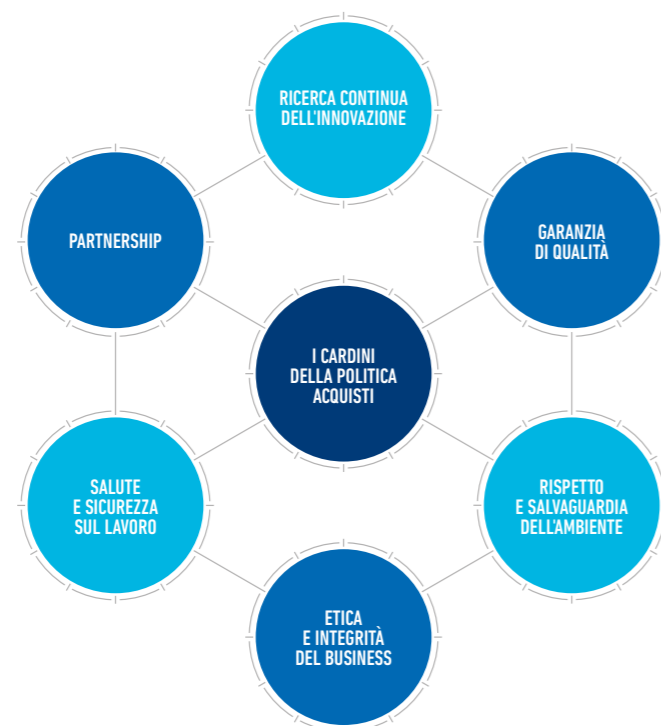 RICERCA CONTINUA
DELL'INNOVAZIONE
PARTNERSHIP
GARANZIA
DI QUALITÀ
I CARDINI
DELLA POLITICA
ACQUISTI
SALUTE
E SICUREZZA
SUL LAVORO
RISPETTO
E SALVAGUARDIA
DELL'AMBIENTE
ETICA
E INTEGRITÀ
DEL BUSINESS